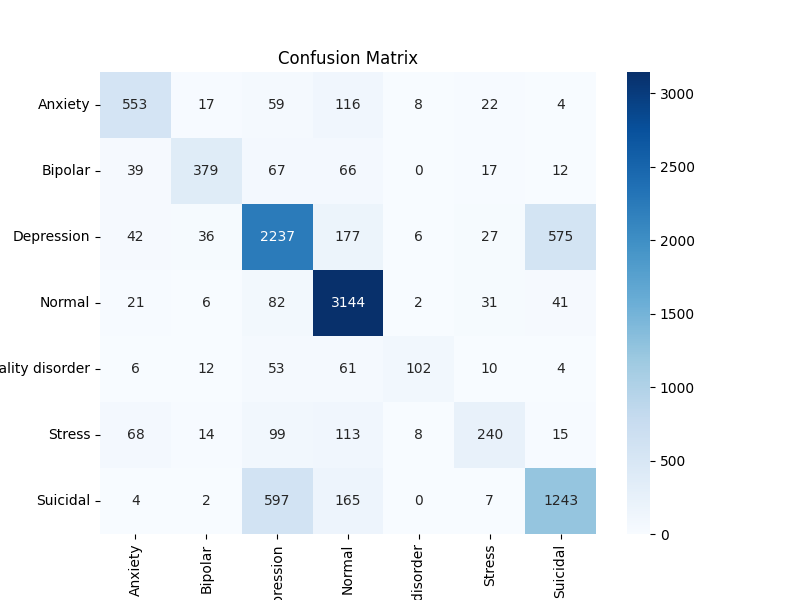 Confusion Matrix
Anxiety 553 17 59 116 8 22 4
Bipolar 39 379 67 66 0 17 12
Depression 42 36 2237 177 6 27 575
Normal 21 6 82 3144 2 31 41
ality disorder 6 12 53 61 102 10 4
Stress 68 14 99 113 8 240 15
Suicidal 4 2 597 165 0 7 1243
Anxiety Bipolar pression Normal disorder Stress Suicidal
3000
2500
2000
1500
1000
500
0